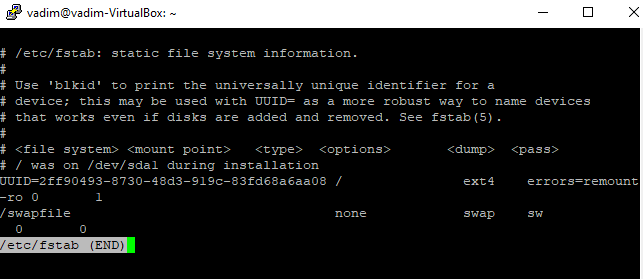 vadim@vadim-VirtualBox: ~
# /etc/fstab: static file system information.
#
# Use 'blkid' to print the universally unique identifier for a
# device; this may be used with UUID= as a more robust way to name devices
# that works even if disks are added and removed. See fstab(5).
#
# <file system> <mount point>   <type>  <options>       <dump>  <pass>
# / was on /dev/sda1 during installation
UUID=2ff90493-8730-48d3-919c-83fd68a6aa08 /               ext4    errors=remount
-ro 0       1
/swapfile                                 none            swap    sw
  0       0
/etc/fstab (END)